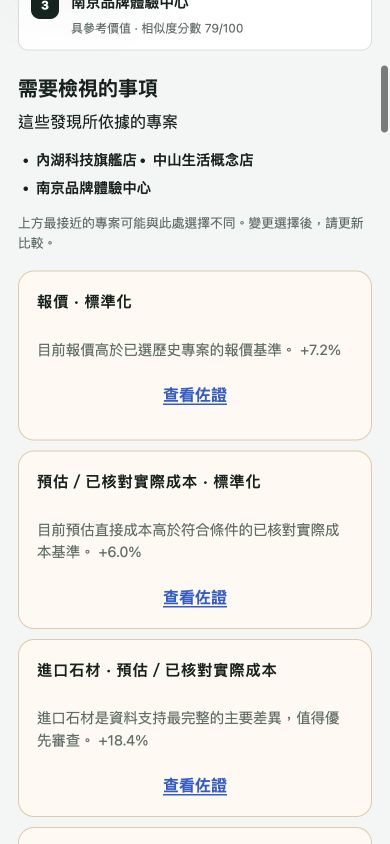 3 南京品牌體驗中心
具參考價值 · 相似度分數 79/100
需要檢視的事項
這些發現所依據的專案
• 內湖科技旗艦店 • 中山生活概念店
• 南京品牌體驗中心
上方最接近的專案可能與此處選擇不同。變更選擇後，請更新
比較。
報價 · 標準化
目前報價高於已選歷史專案的報價基準。 +7.2%
查看佐證
預估 / 已核對實際成本 · 標準化
目前預估直接成本高於符合條件的已核對實際成
本基準。 +6.0%
查看佐證
進口石材 · 預估 / 已核對實際成本
進口石材是資料支持最完整的主要差異，值得優
先審查。 +18.4%
查看佐證